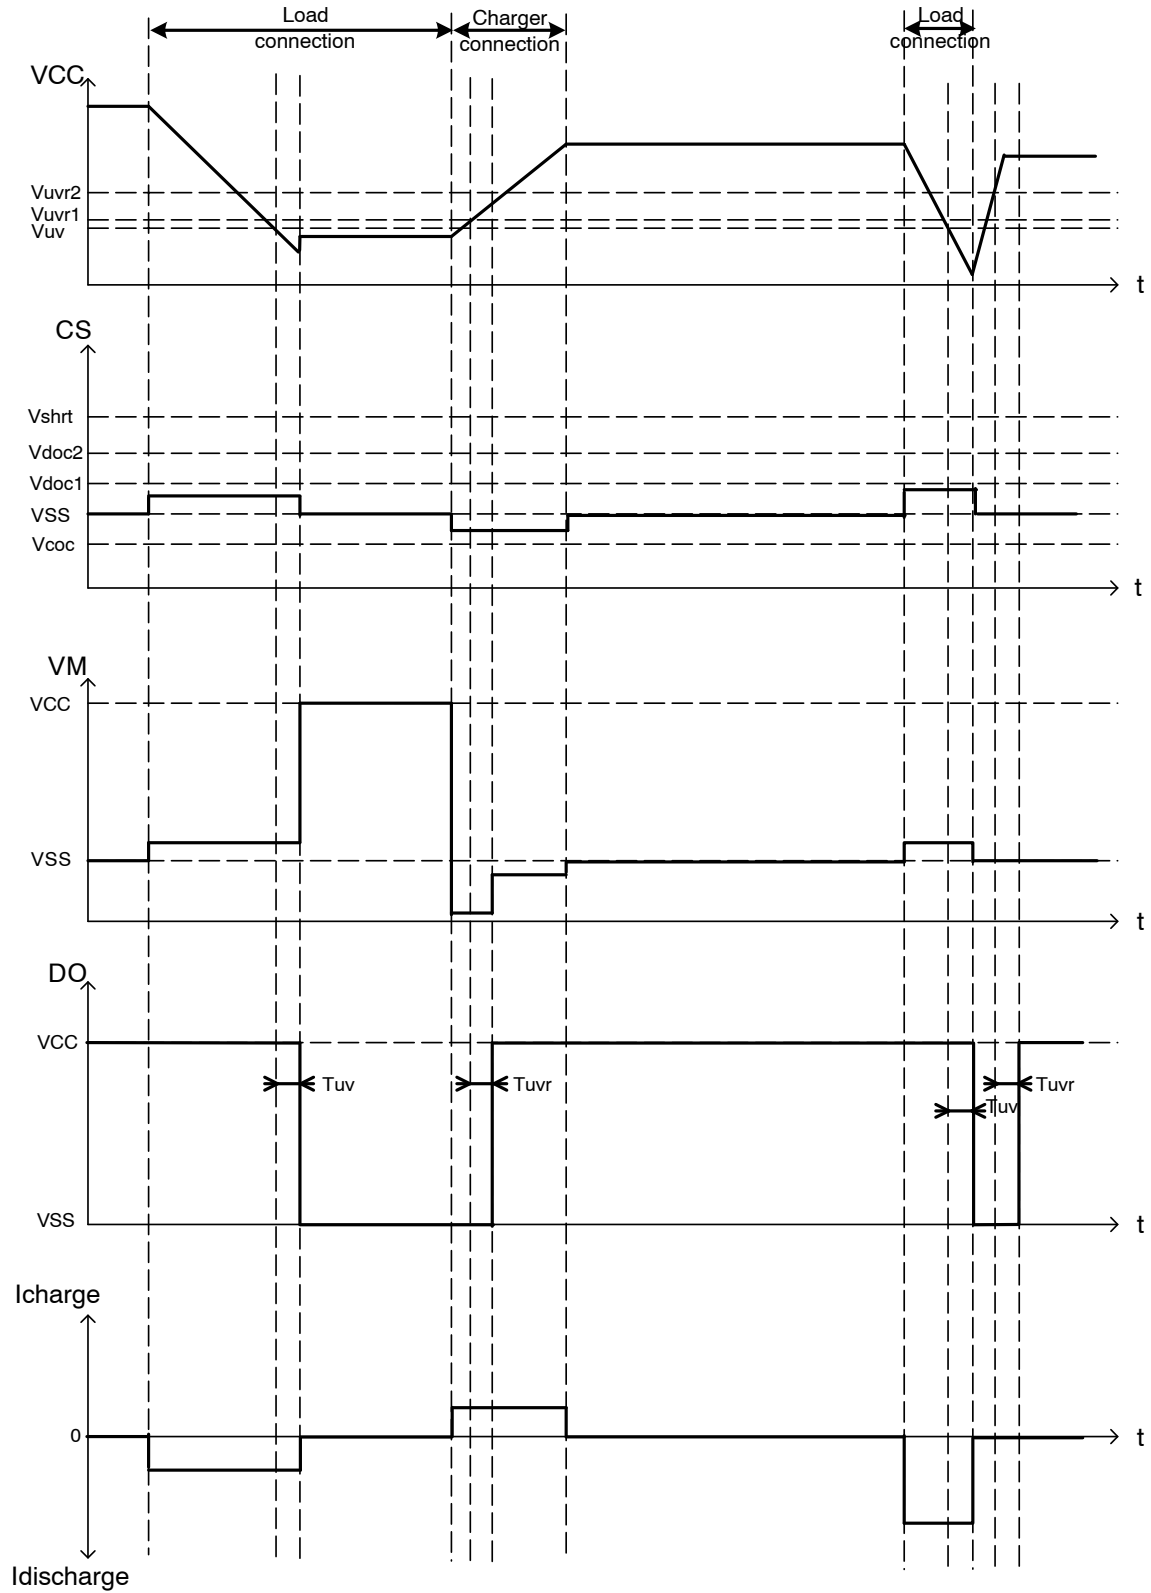 Load
connection
Charger
connection
Load
connection
VCC
Vuvr2
Vuvr1
Vuv
t
CS
Vshrt
Vdoc2
Vdoc1
VSS
Vcoc
t
VM
VCC
VSS
t
DO
VCC
Tuv
Tuvr
Tuvr
Tuv
VSS
t
Icharge
0
t
Idischarge